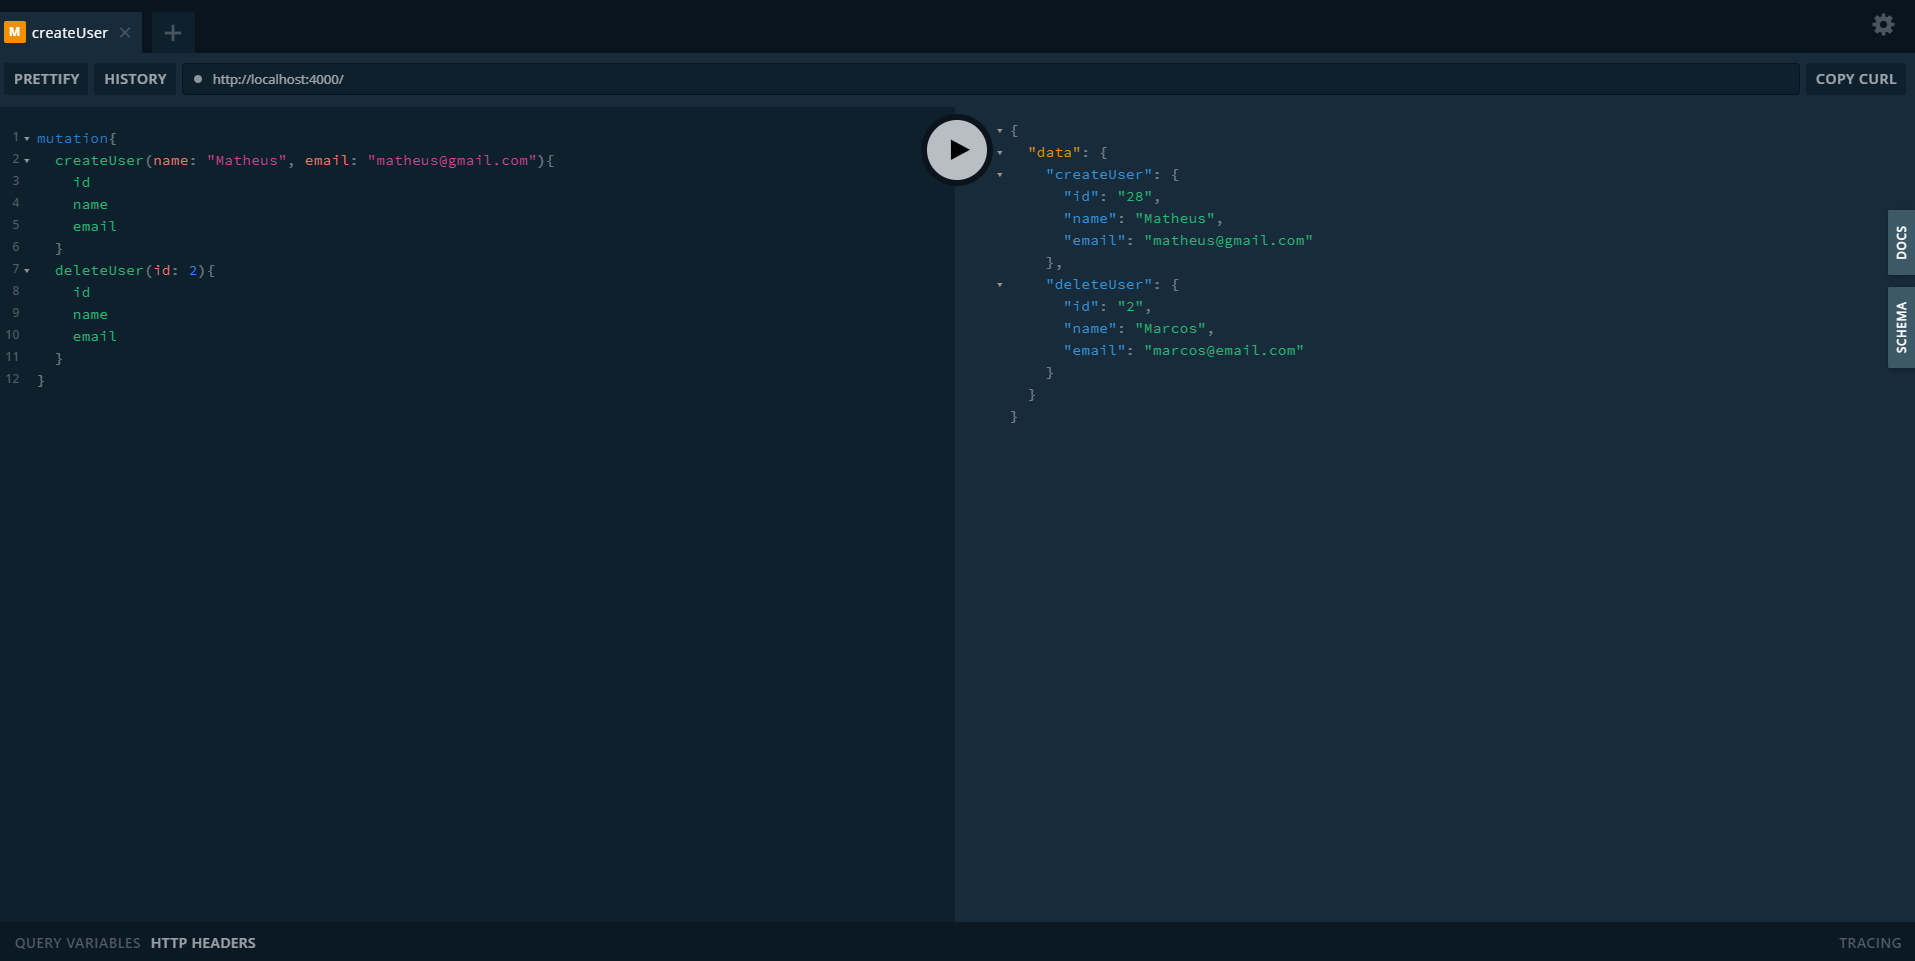 M createUser
PRETTIFY HISTORY http://localhost:4000/ COPY CURL
1 mutation{
2 createUser(name: "Matheus", email: "matheus@gmail.com"){
3 id
4 name
5 email
6 }
7 deleteUser(id: 2){
8 id
9 name
10 email
11 }
12 }
{
"data": {
"createUser": {
"id": "28",
"name": "Matheus",
"email": "matheus@gmail.com"
},
"deleteUser": {
"id": "2",
"name": "Marcos",
"email": "marcos@email.com"
}
}
}
DOCS
SCHEMA
QUERY VARIABLES HTTP HEADERS TRACING